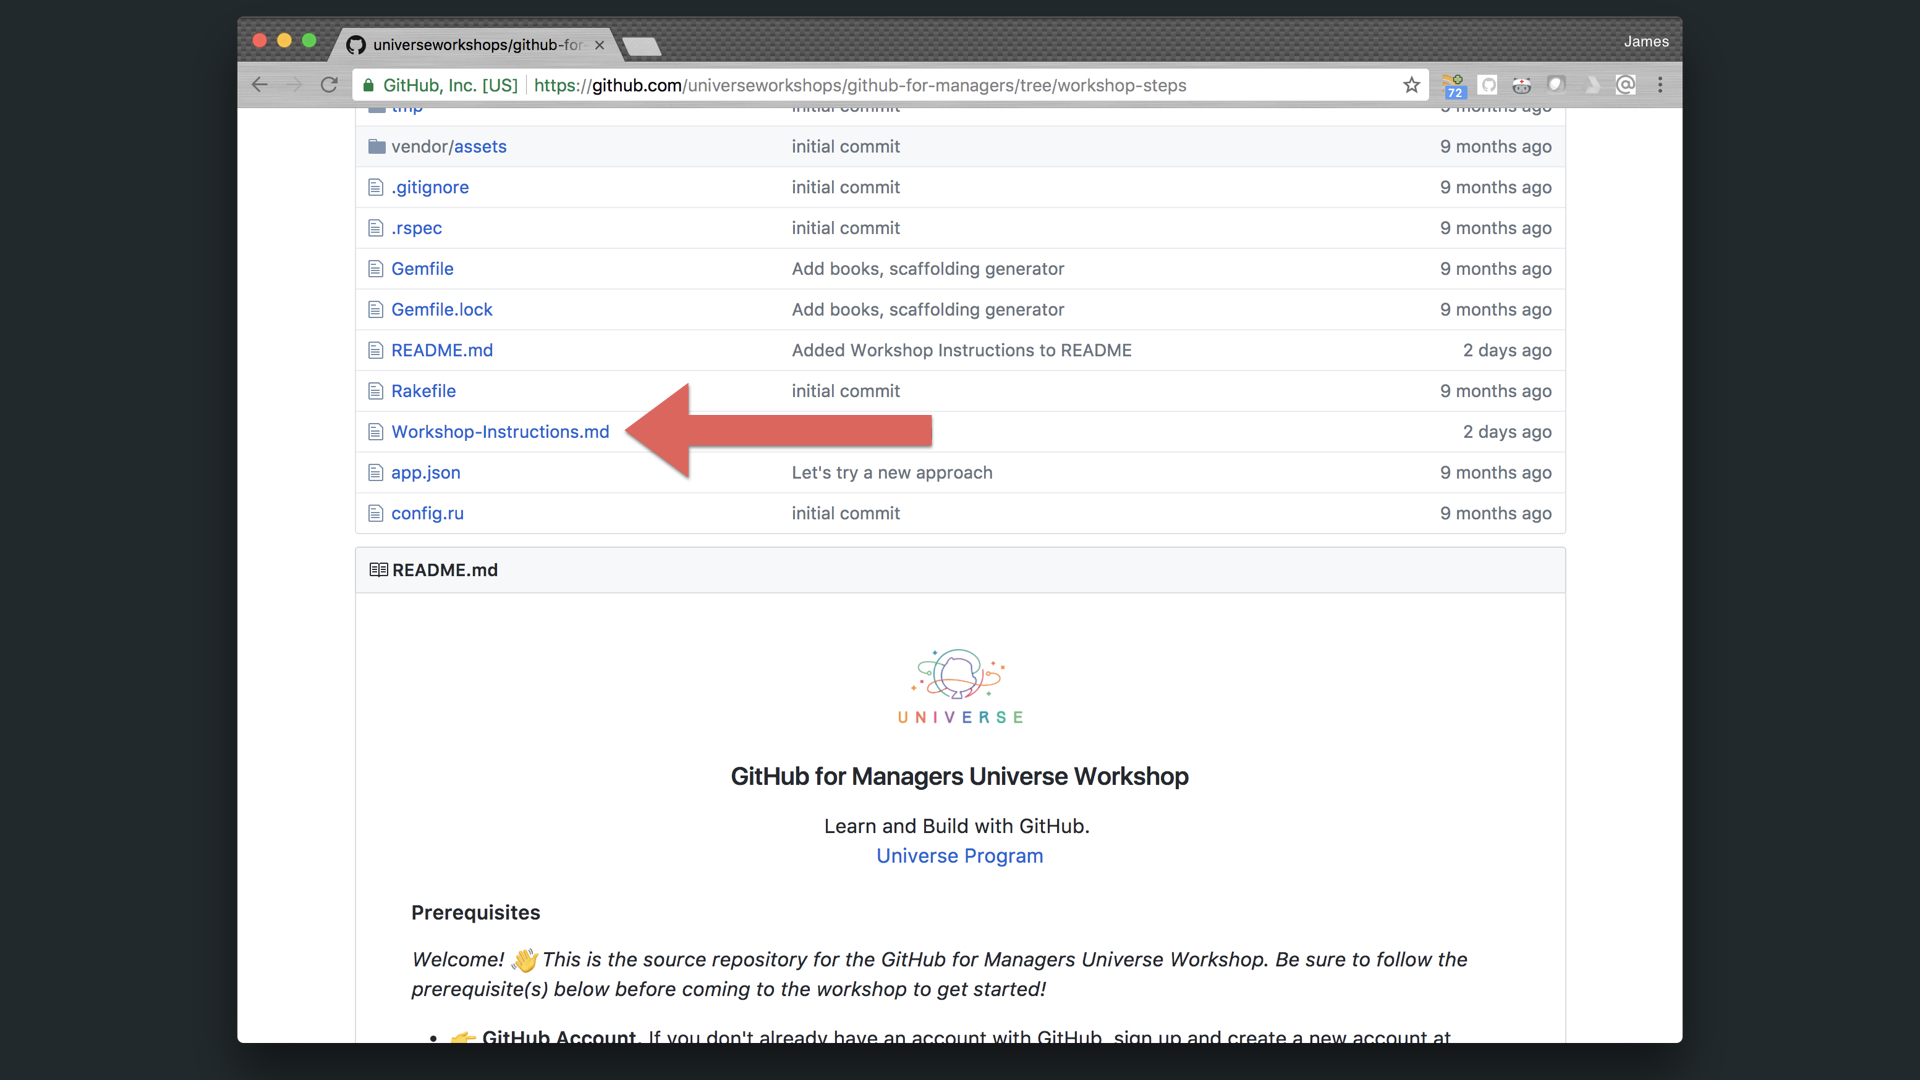 universeworkshops/github-for-
James
GitHub, Inc. [US] https://github.com/universeworkshops/github-for-managers/tree/workshop-steps
72
tmp initial commit 9 months ago
vendor/assets initial commit 9 months ago
.gitignore initial commit 9 months ago
.rspec initial commit 9 months ago
Gemfile Add books, scaffolding generator 9 months ago
Gemfile.lock Add books, scaffolding generator 9 months ago
README.md Added Workshop Instructions to README 2 days ago
Rakefile initial commit 9 months ago
Workshop-Instructions.md 2 days ago
app.json Let's try a new approach 9 months ago
config.ru initial commit 9 months ago
README.md
UNIVERSE
GitHub for Managers Universe Workshop
Learn and Build with GitHub.
Universe Program
Prerequisites
Welcome! 👋 This is the source repository for the GitHub for Managers Universe Workshop. Be sure to follow the
prerequisite(s) below before coming to the workshop to get started!
• 👉 GitHub Account. If you don't already have an account with GitHub, sign up and create a new account at